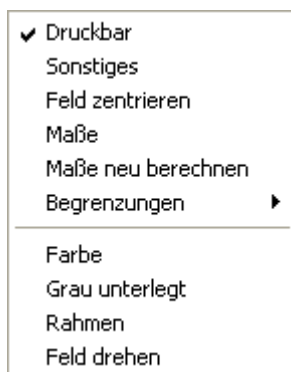 Druckbar
Sonstiges
Feld zentrieren
Maße
Maße neu berechnen
Begrenzungen
Farbe
Grau unterlegt
Rahmen
Feld drehen